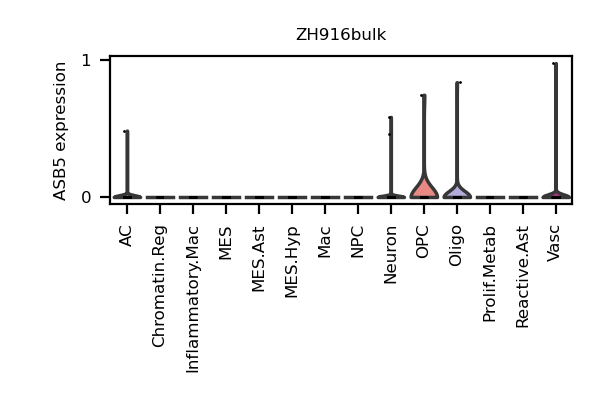 ZH916bulk
ASB5 expression
1
0
AC
Chromatin.Reg
Inflammatory.Mac
MES
MES.Ast
MES.Hyp
Mac
NPC
Neuron
OPC
Oligo
Prolif.Metab
Reactive.Ast
Vasc